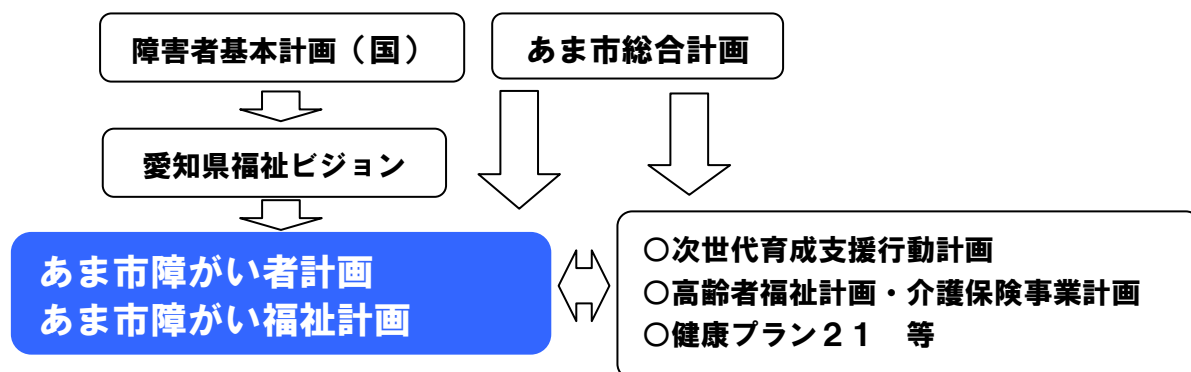 障害者基本計画（国）
あま市総合計画
愛知県福祉ビジョン
あま市障がい者計画
あま市障がい福祉計画
○次世代育成支援行動計画
○高齢者福祉計画・介護保険事業計画
○健康プラン２１　等